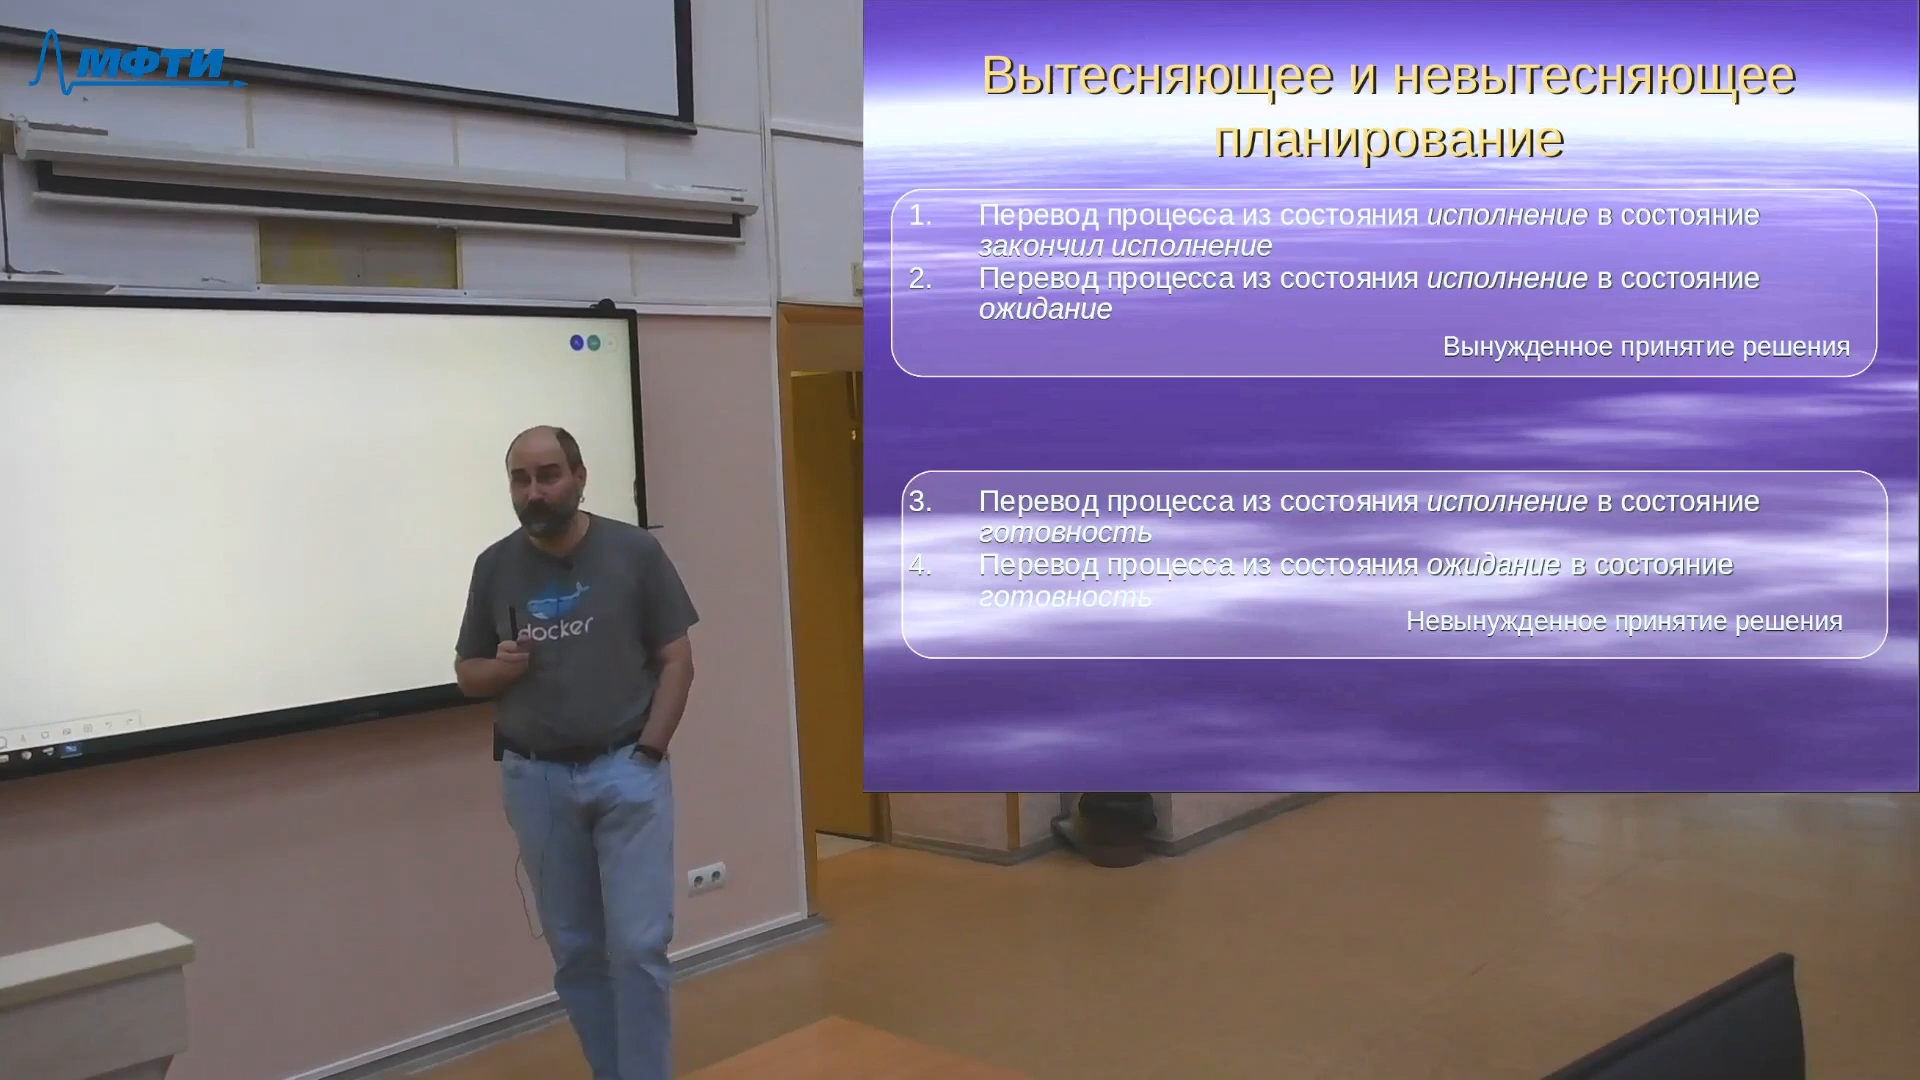 МФТИ
Вытесняющее и невытесняющее
планирование
1. Перевод процесса из состояния исполнение в состояние
закончил исполнение
2. Перевод процесса из состояния исполнение в состояние
ожидание
Вынужденное принятие решения
3. Перевод процесса из состояния исполнение в состояние
готовность
4. Перевод процесса из состояния ожидание в состояние
готовность
Невынужденное принятие решения
docker